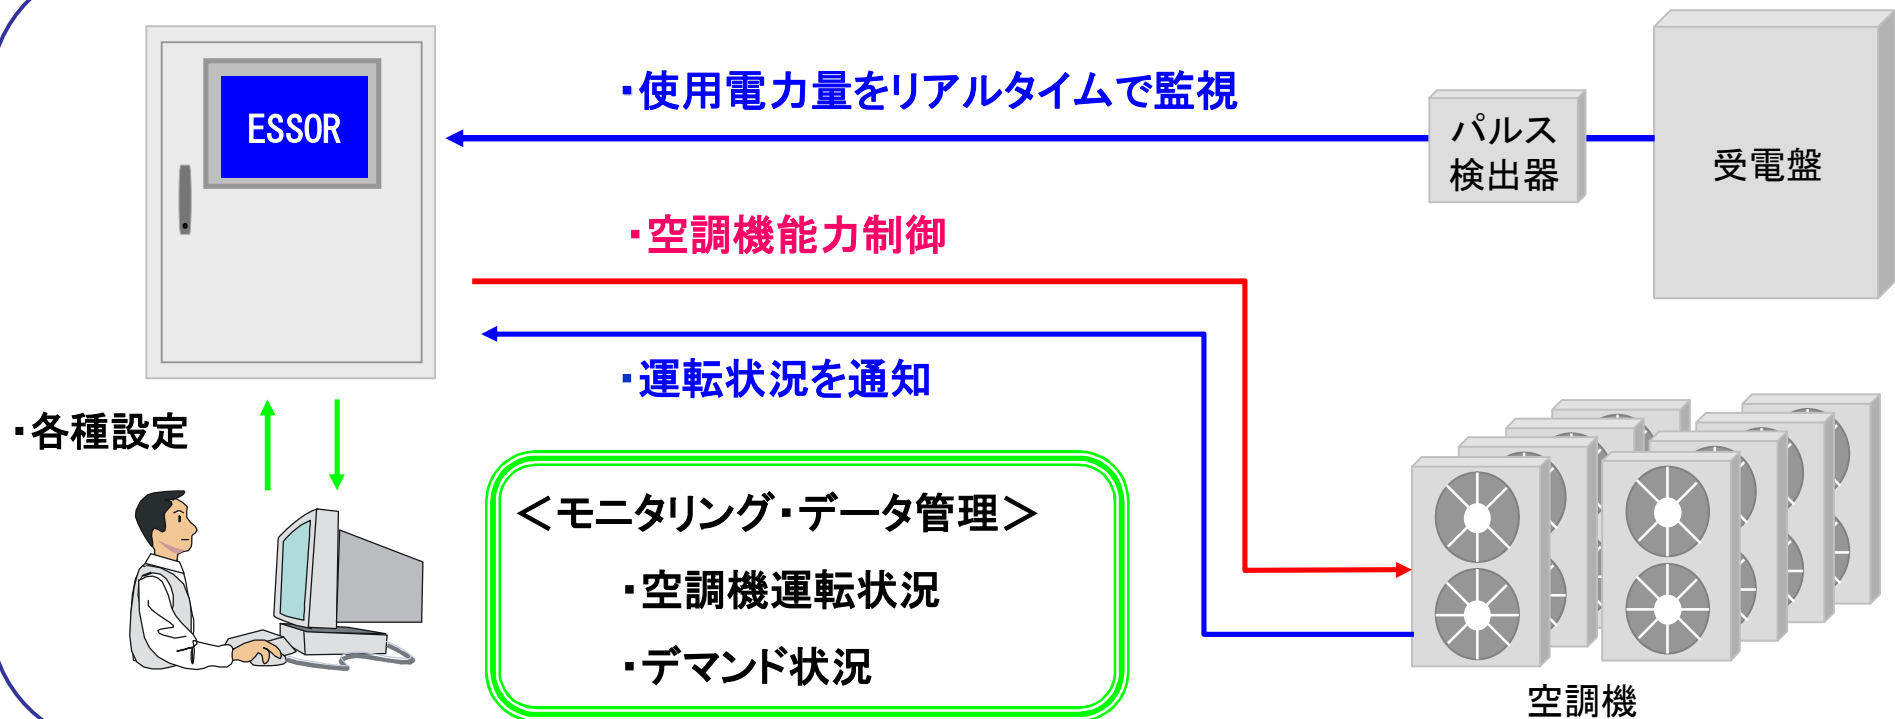 ESSOR
・使用電力量をリアルタイムで監視
パルス
検出器
受電盤
・空調機能力制御
・運転状況を通知
・各種設定
＜モニタリング・データ管理＞
・空調機運転状況
・デマンド状況
空調機